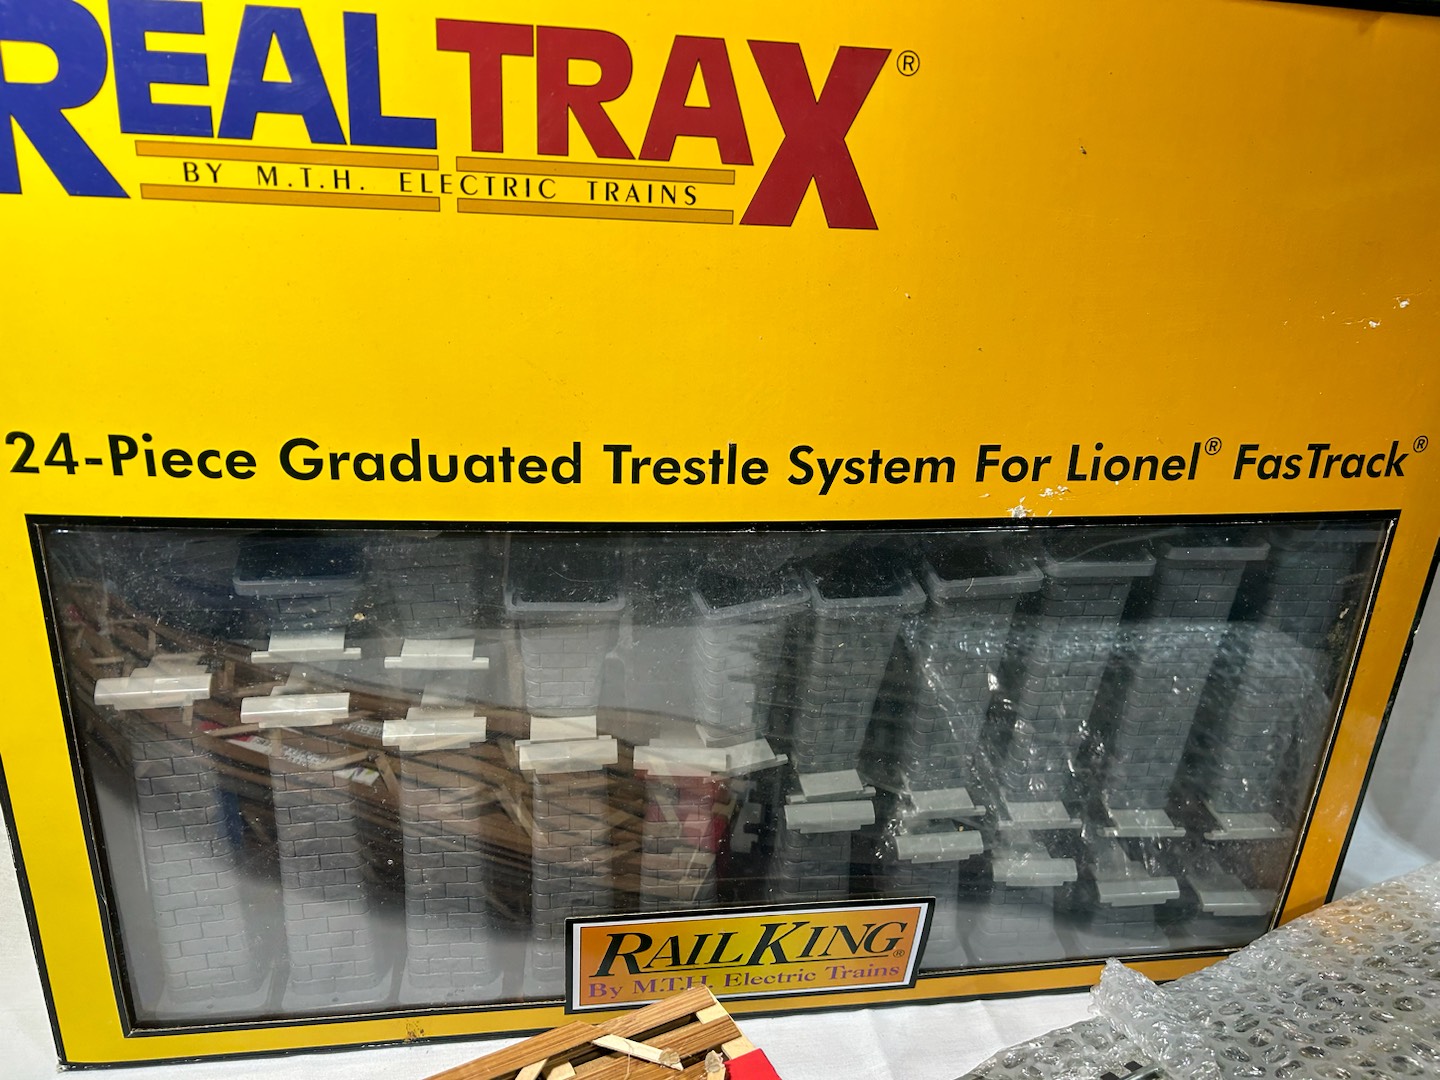 REALTRAX®
BY M.T.H. ELECTRIC TRAINS
24-Piece Graduated Trestle System For Lionel® FasTrack®
RAILKING®
By M.T.H. Electric Trains